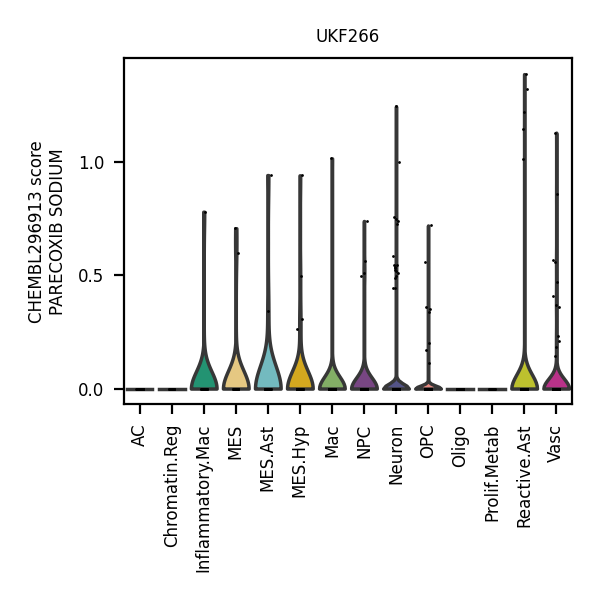 UKF266
CHEMBL296913 score
PARECOXIB SODIUM
1.0
0.5
0.0
AC
Chromatin.Reg
Inflammatory.Mac
MES
MES.Ast
MES.Hyp
Mac
NPC
Neuron
OPC
Oligo
Prolif.Metab
Reactive.Ast
Vasc